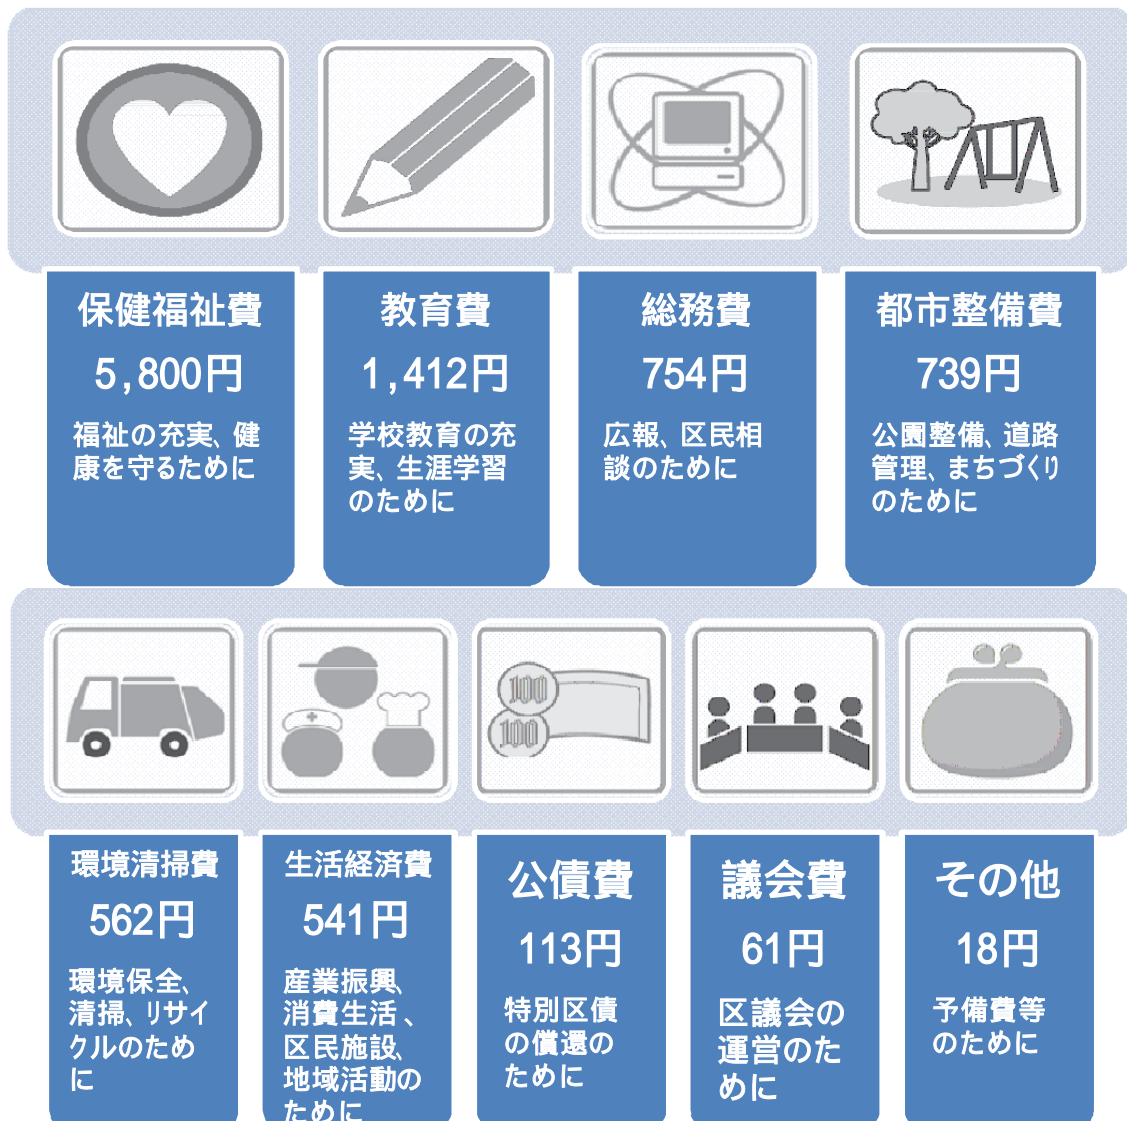 保健福祉費
5,800円
福祉の充実、健
康を守るために
教育費
1,412円
学校教育の充
実、生涯学習
のために
総務費
754円
広報、区民相
談のために
都市整備費
739円
公園整備、道路
管理、まちづくり
のために
100
100
環境清掃費
562円
環境保全、
清掃、リサイ
クルのため
に
生活経済費
541円
産業振興、
消費生活、
区民施設、
地域活動の
ために
公債費
113円
特別区債
の償還の
ために
議会費
61円
区議会の
運営のた
めに
その他
18円
予備費等
のために